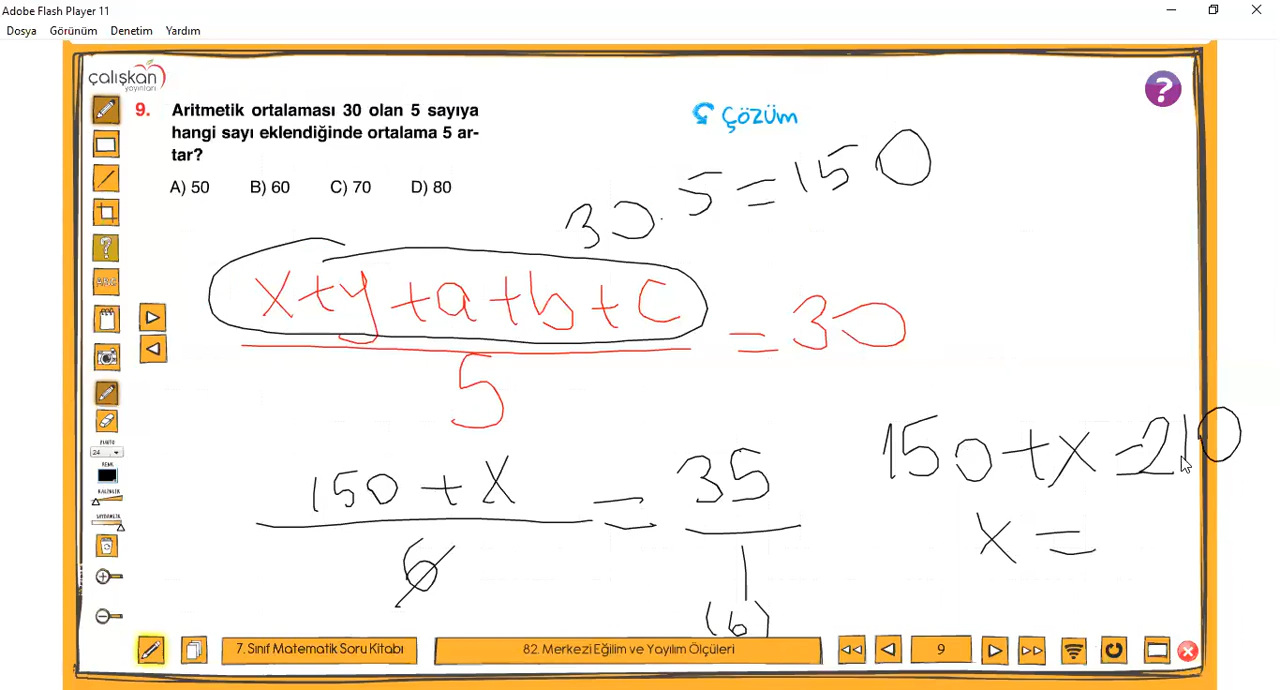 Adobe Flash Player 11
Dosya Görünüm Denetim Yardım
çalışkan
yayınları
9. Aritmetik ortalaması 30 olan 5 sayıya
hangi sayı eklendiğinde ortalama 5 ar-
tar?
A) 50 B) 60 C) 70 D) 80
Çözüm
?
30.5=150
x+y+a+b+c
= 30
5
150+x = 210
150 + x = 35
x =
6
1
(6)
24
7. Sınıf Matematik Soru Kitabı
82. Merkezi Eğilim ve Yayılım Ölçüleri
9